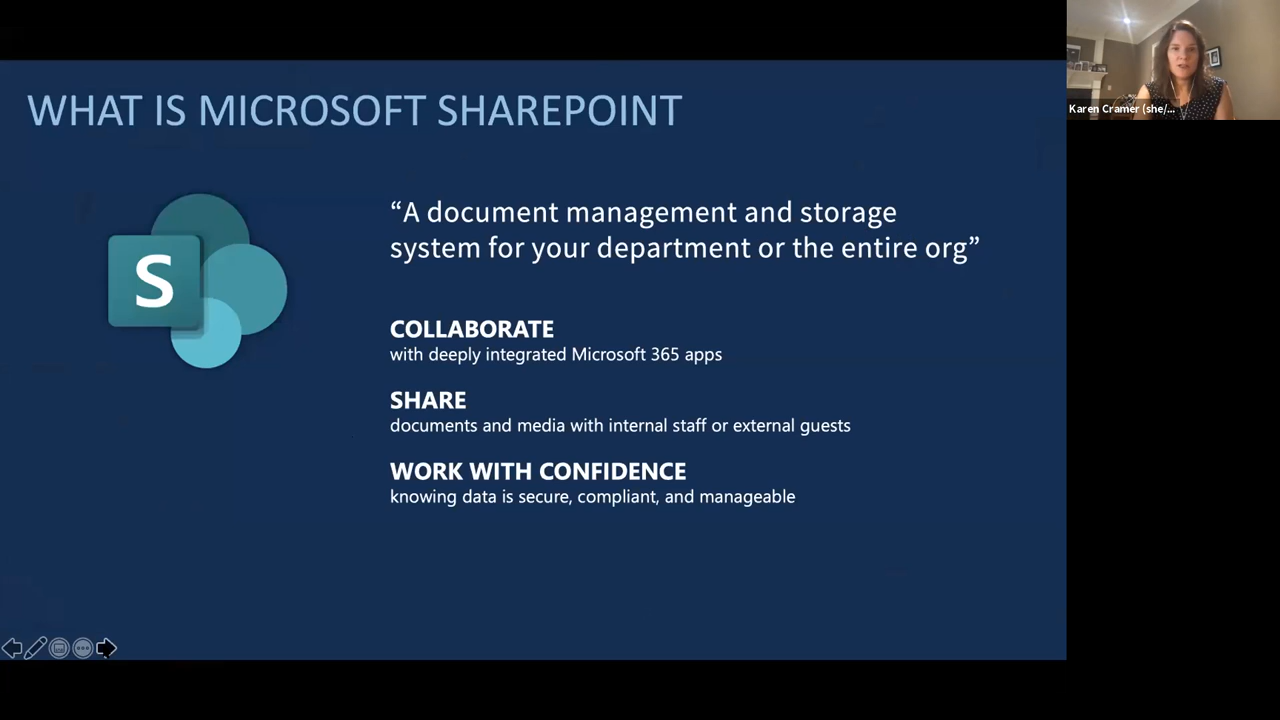 WHAT IS MICROSOFT SHAREPOINT
S
“A document management and storage
system for your department or the entire org”
COLLABORATE
with deeply integrated Microsoft 365 apps
SHARE
documents and media with internal staff or external guests
WORK WITH CONFIDENCE
knowing data is secure, compliant, and manageable
Karen Cramer (she/...